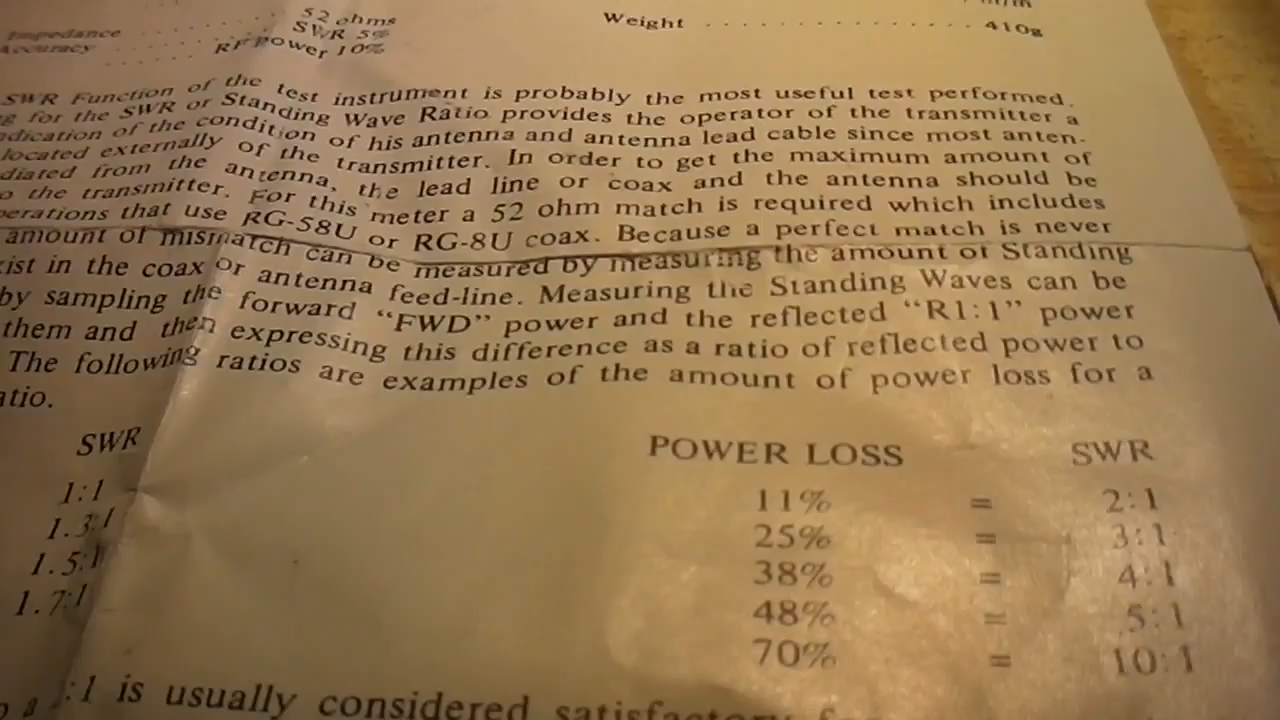 Impedance . . . . . . . 52 ohms
Accuracy . . . . . . . SWR 5%
RF Power 10%
Weight . . . . . . . . . . . . . . . . . . . 410g
SWR Function of the test instrument is probably the most useful test performed.
for the SWR or Standing Wave Ratio provides the operator of the transmitter a
dication of the condition of his antenna and antenna lead cable since most anten-
located externally of the transmitter. In order to get the maximum amount of
diated from the antenna, the lead line or coax and the antenna should be
o the transmitter. For this meter a 52 ohm match is required which includes
perations that use RG-58U or RG-8U coax. Because a perfect match is never
amount of mismatch can be measured by measuring the amount of Standing
ist in the coax or antenna feed-line. Measuring the Standing Waves can be
by sampling the forward “FWD” power and the reflected “R1:1” power
them and then expressing this difference as a ratio of reflected power to
The following ratios are examples of the amount of power loss for a
atio.
SWR
1:1
1.3:1
1.5:1
1.7:1
POWER LOSS SWR
11% = 2:1
25% = 3:1
38% = 4:1
48% = 5:1
70% = 10:1
a :1 is usually considered satisfactory